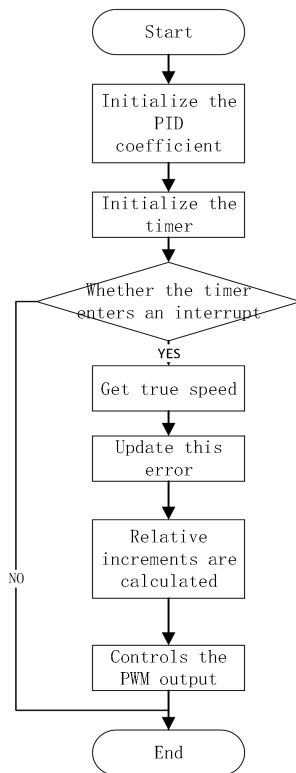 Start
Initialize the
PID
coefficient
Initialize the
timer
Whether the timer
enters an interrupt
YES
Get true speed
Update this
error
Relative
increments are
calculated
NO
Controls the
PWM output
End